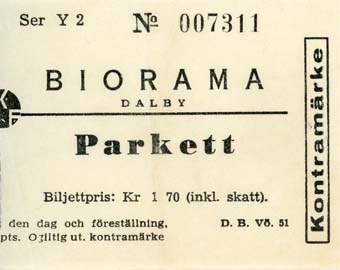 Ser Y 2 № 007311
BIORAMA
DALBY
Parkett
Biljettpris: Kr 1 70 (inkl. skatt).
den dag och föreställning, D. B. Vö. 51
pts. Ogiltig ut. kontramärke
Kontramärke